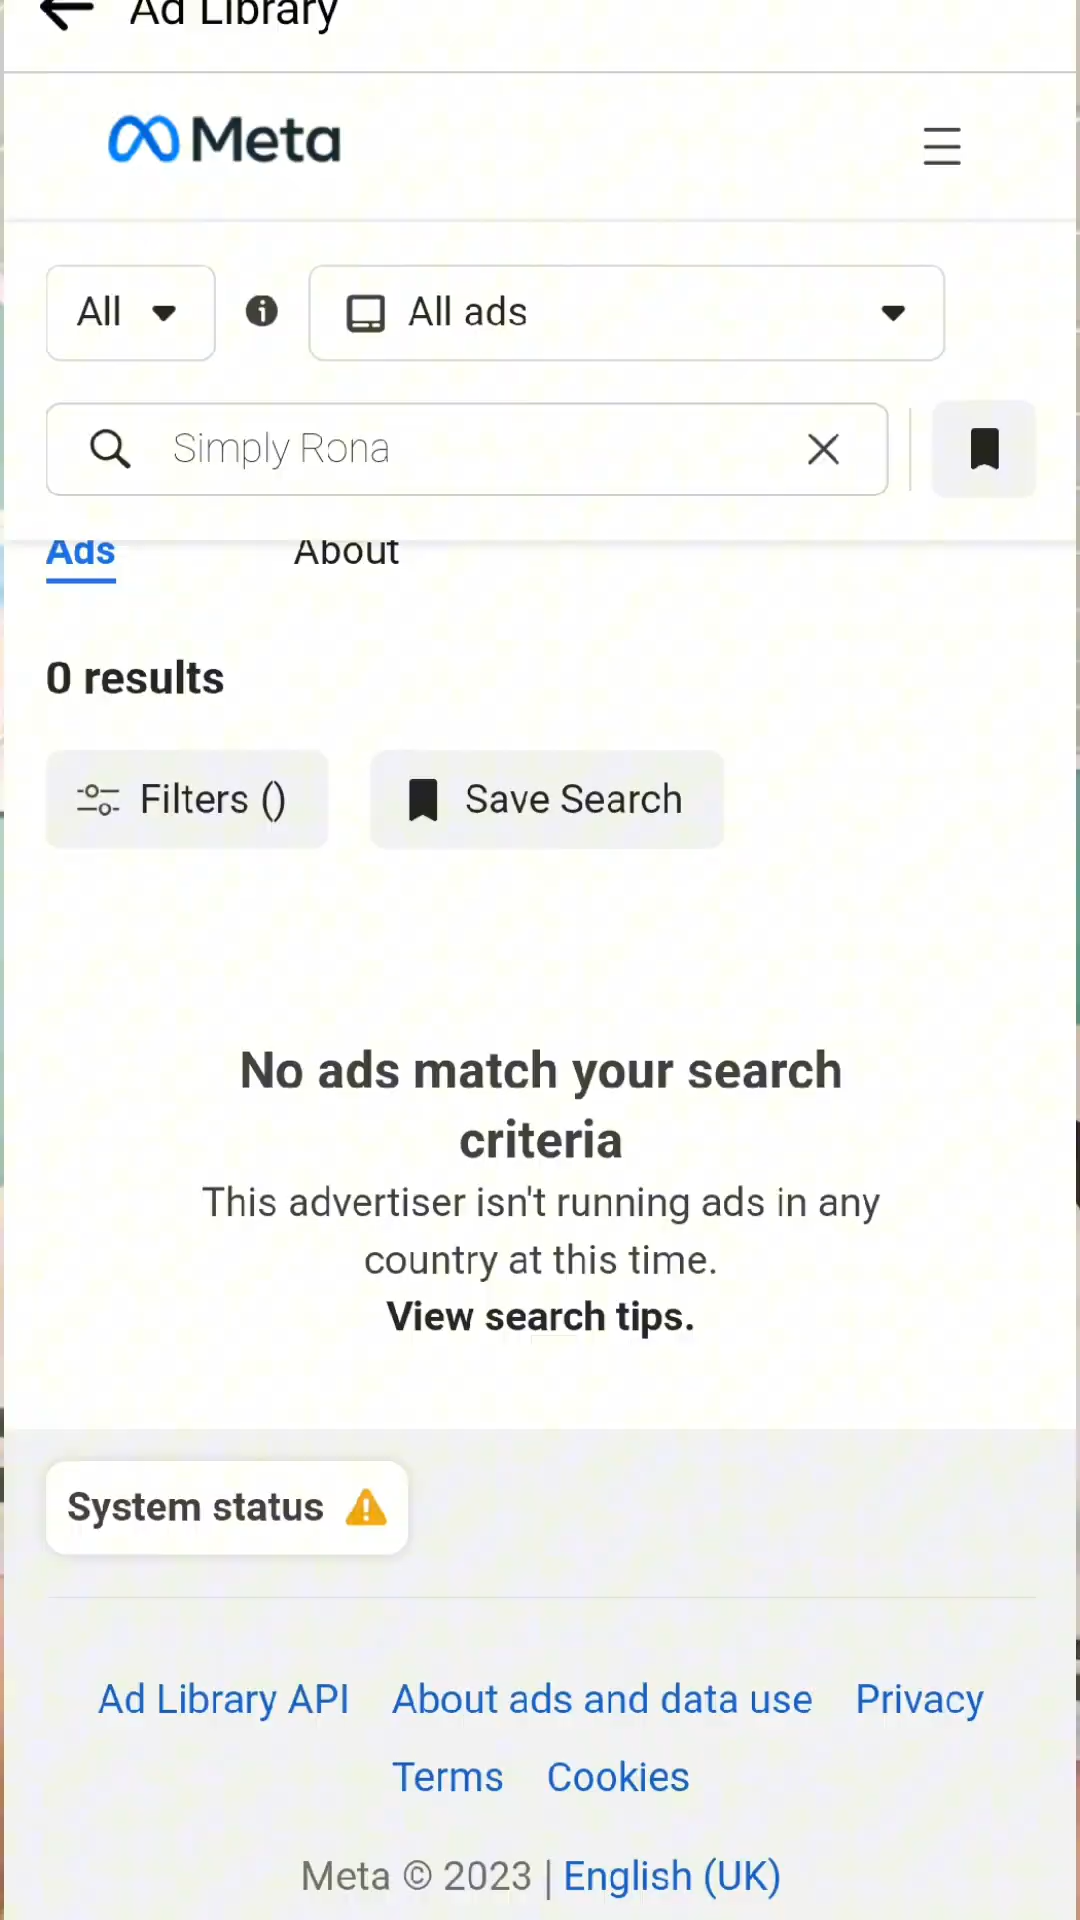 Ad Library
Meta
All
All ads
Simply Rona
Ads About
0 results
Filters () Save Search
No ads match your search
criteria
This advertiser isn't running ads in any
country at this time.
View search tips.
System status
Ad Library API About ads and data use Privacy
Terms Cookies
Meta © 2023 | English (UK)